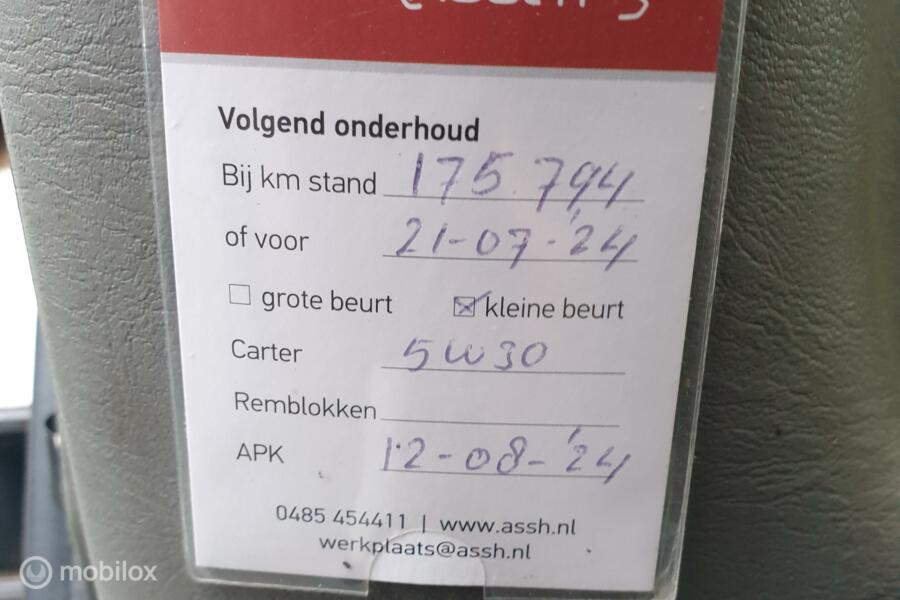 Volgend onderhoud
Bij km stand 175.794
of voor 21-07-'24
grote beurt kleine beurt
Carter 5W30
Remblokken
APK 12-08-'24
0485 454411 | www.assh.nl
werkplaats@assh.nl
mobilox